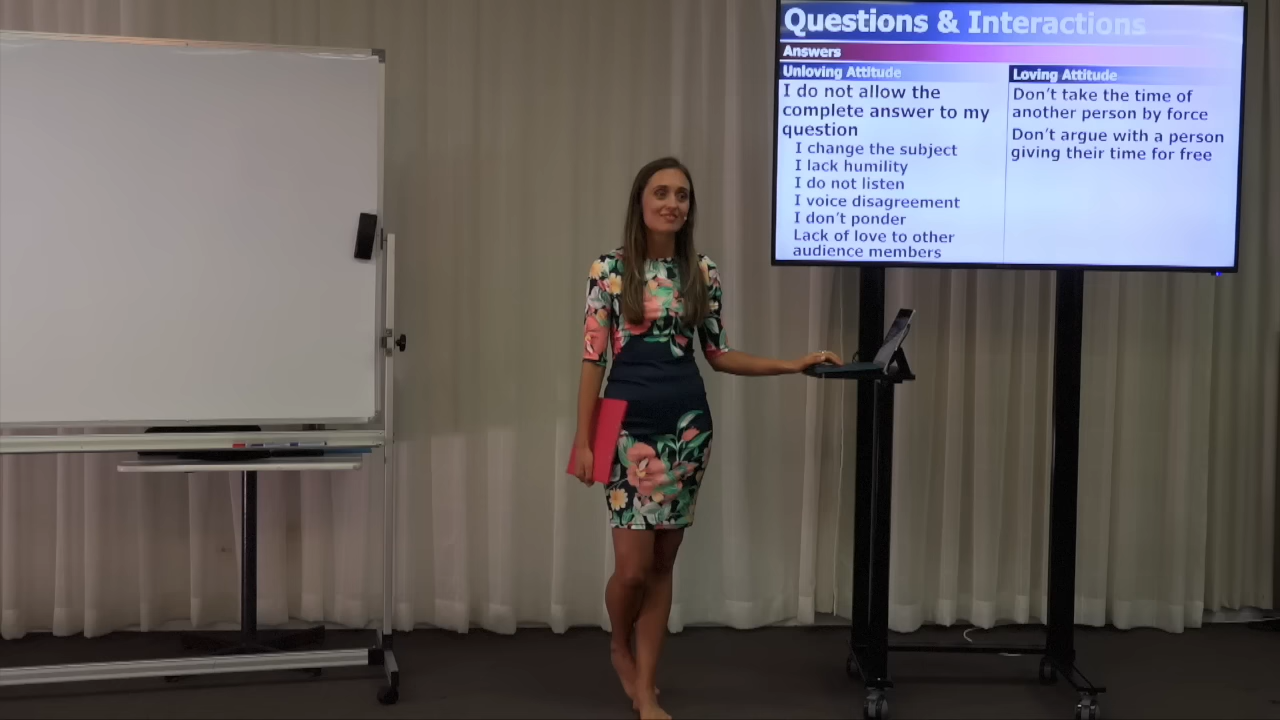 Questions & Interactions
Answers
Unloving Attitude
I do not allow the
complete answer to my
question
I change the subject
I lack humility
I do not listen
I voice disagreement
I don't ponder
Lack of love to other
audience members
Loving Attitude
Don't take the time of
another person by force
Don't argue with a person
giving their time for free